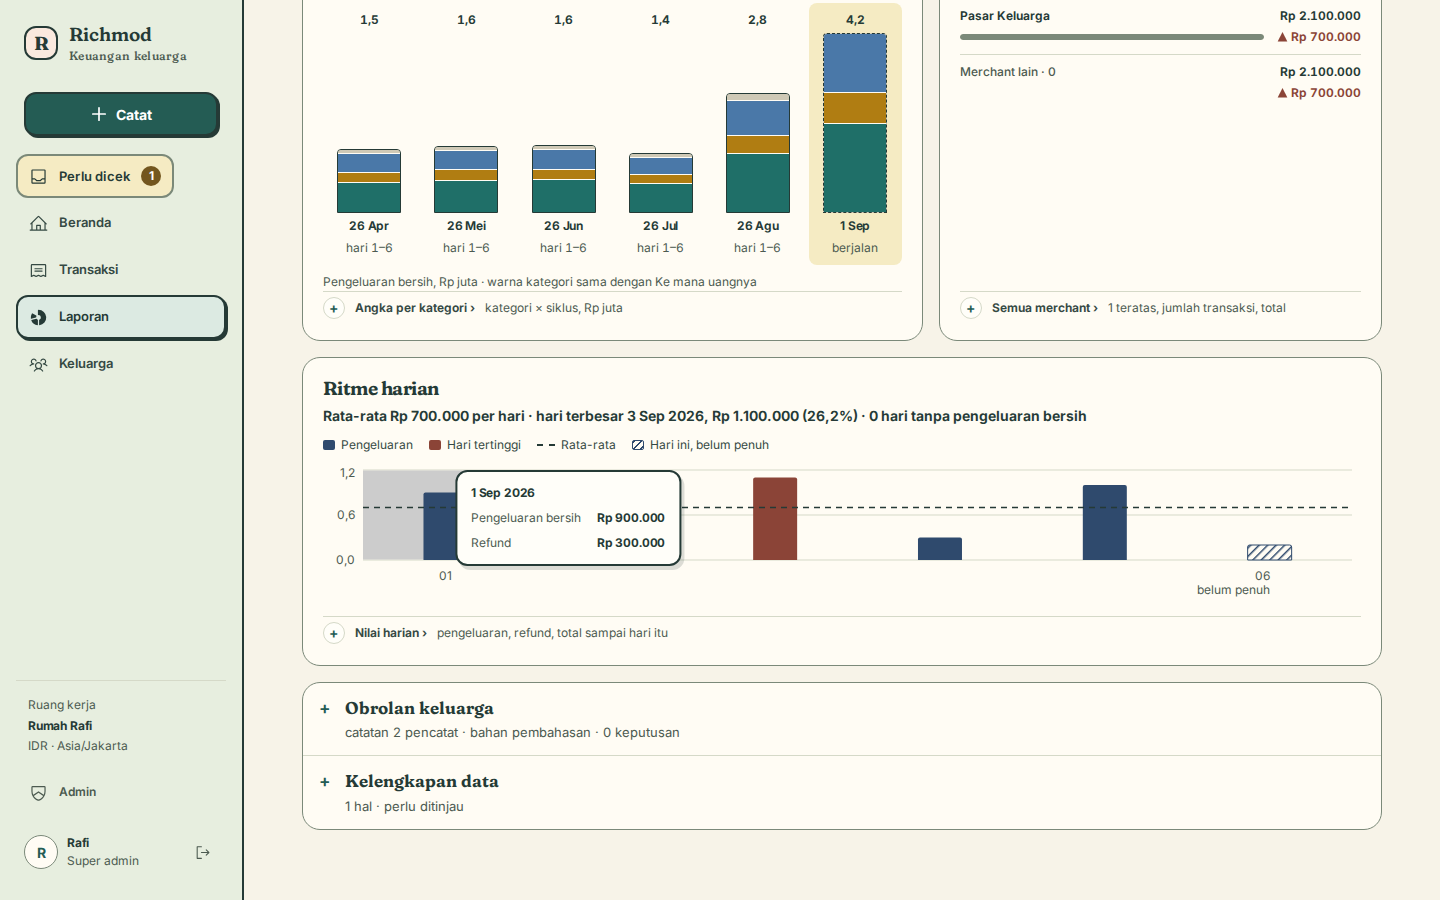 Richmod
Keuangan keluarga
Catat
Perlu dicek 1
Beranda
Transaksi
Laporan
Keluarga
Ruang kerja
Rumah Rafi
IDR · Asia/Jakarta
Admin
R
Rafi
Super admin
1,5 1,6 1,6 1,4 2,8 4,2
26 Apr 26 Mei 26 Jun 26 Jul 26 Agu 1 Sep
hari 1–6 hari 1–6 hari 1–6 hari 1–6 hari 1–6 berjalan
Pengeluaran bersih, Rp juta · warna kategori sama dengan Ke mana uangnya
+ Angka per kategori › kategori × siklus, Rp juta
Pasar Keluarga Rp 2.100.000
▲ Rp 700.000
Merchant lain · 0 Rp 2.100.000
▲ Rp 700.000
+ Semua merchant › 1 teratas, jumlah transaksi, total
Ritme harian
Rata-rata Rp 700.000 per hari · hari terbesar 3 Sep 2026, Rp 1.100.000 (26,2%) · 0 hari tanpa pengeluaran bersih
Pengeluaran Hari tertinggi Rata-rata Hari ini, belum penuh
1,2
0,6
0,0
1 Sep 2026
Pengeluaran bersih Rp 900.000
Refund Rp 300.000
01 06
belum penuh
+ Nilai harian › pengeluaran, refund, total sampai hari itu
+ Obrolan keluarga
catatan 2 pencatat · bahan pembahasan · 0 keputusan
+ Kelengkapan data
1 hal · perlu ditinjau